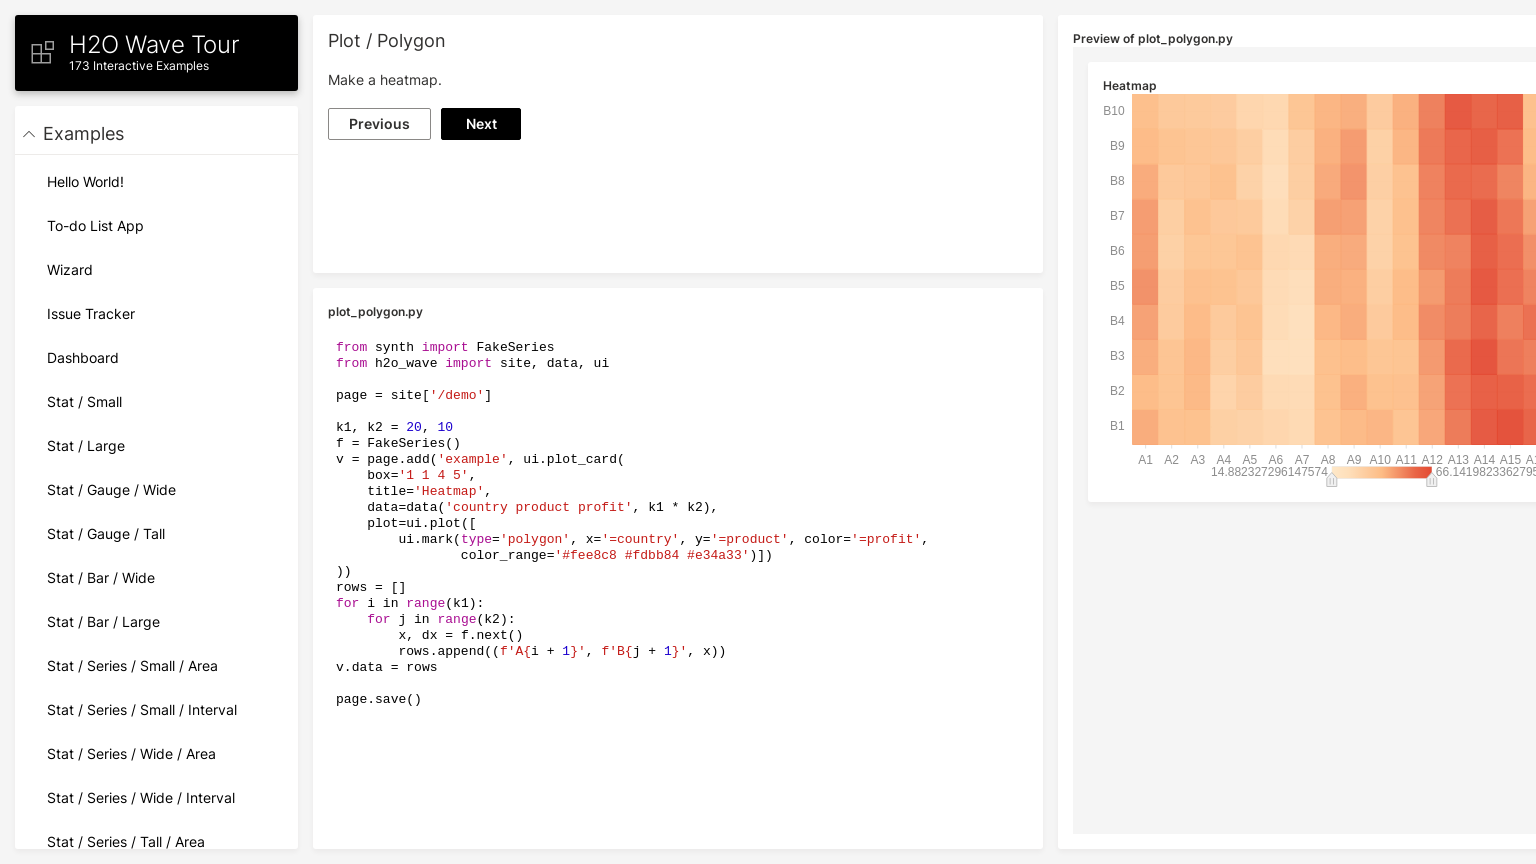 H2O Wave Tour
173 Interactive Examples
Examples
Hello World!
To-do List App
Wizard
Issue Tracker
Dashboard
Stat / Small
Stat / Large
Stat / Gauge / Wide
Stat / Gauge / Tall
Stat / Bar / Wide
Stat / Bar / Large
Stat / Series / Small / Area
Stat / Series / Small / Interval
Stat / Series / Wide / Area
Stat / Series / Wide / Interval
Stat / Series / Tall / Area
Plot / Polygon
Make a heatmap.
Previous Next
plot_polygon.py
from synth import FakeSeries
from h2o_wave import site, data, ui
page = site['/demo']
k1, k2 = 20, 10
f = FakeSeries()
v = page.add('example', ui.plot_card(
    box='1 1 4 5',
    title='Heatmap',
    data=data('country product profit', k1 * k2),
    plot=ui.plot([
        ui.mark(type='polygon', x='=country', y='=product', color='=profit',
                color_range='#fee8c8 #fdbb84 #e34a33')])
))
rows = []
for i in range(k1):
    for j in range(k2):
        x, dx = f.next()
        rows.append((f'A{i + 1}', f'B{j + 1}', x))
v.data = rows
page.save()
Preview of plot_polygon.py
Heatmap
B10
B9
B8
B7
B6
B5
B4
B3
B2
B1
A1 A2 A3 A4 A5 A6 A7 A8 A9 A10 A11 A12 A13 A14 A15
14.882327296147574 66.1419823362795